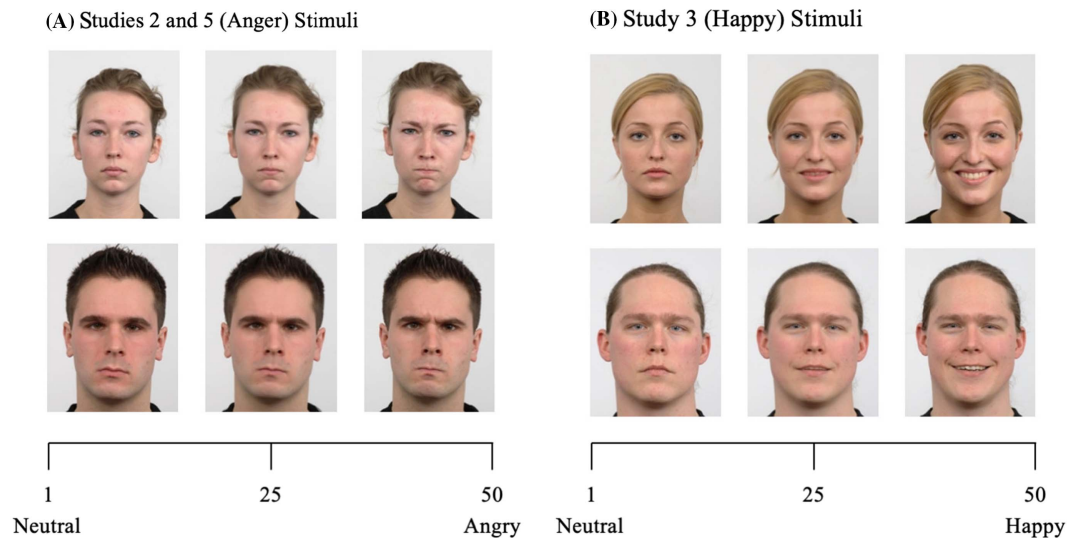 (A) Studies 2 and 5 (Anger) Stimuli
(B) Study 3 (Happy) Stimuli
1 25 50
Neutral Angry
1 25 50
Neutral Happy